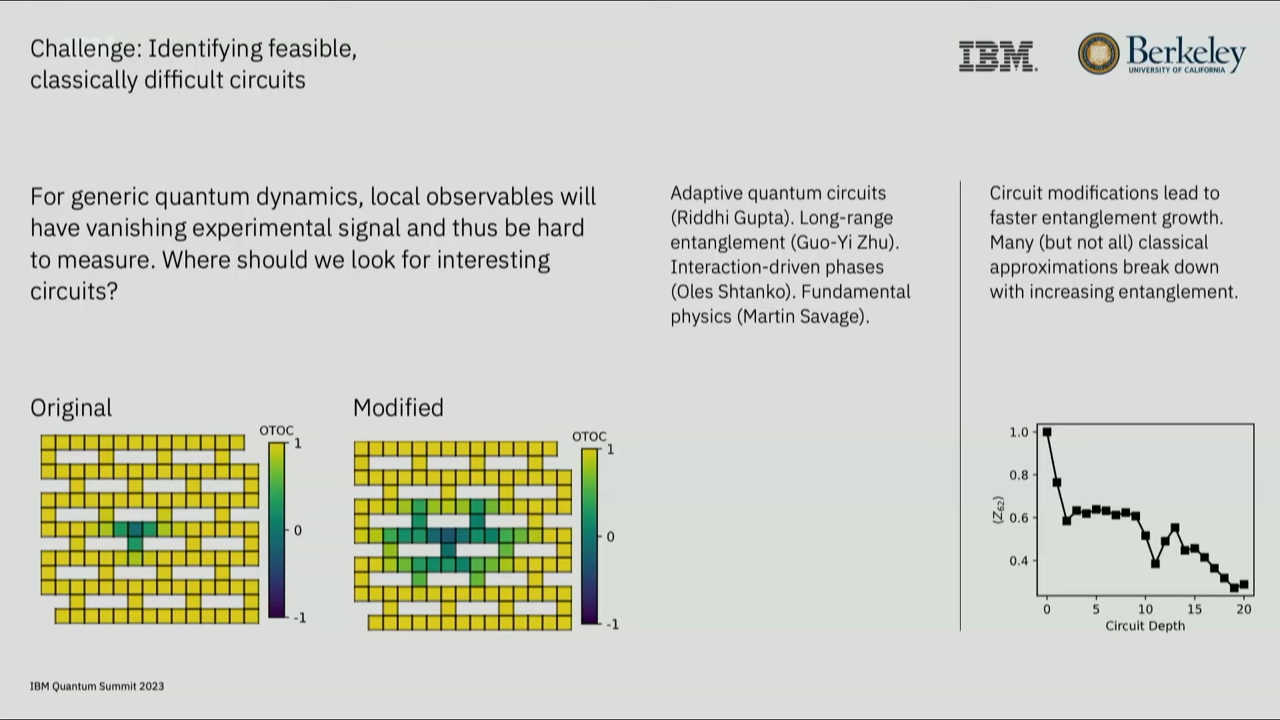 Challenge: Identifying feasible,
classically difficult circuits
IBM
Berkeley
UNIVERSITY OF CALIFORNIA
For generic quantum dynamics, local observables will
have vanishing experimental signal and thus be hard
to measure. Where should we look for interesting
circuits?
Adaptive quantum circuits
(Riddhi Gupta). Long-range
entanglement (Guo-Yi Zhu).
Interaction-driven phases
(Oles Shtanko). Fundamental
physics (Martin Savage).
Circuit modifications lead to
faster entanglement growth.
Many (but not all) classical
approximations break down
with increasing entanglement.
Original
OTOC
1
0
-1
Modified
OTOC
1
0
-1
1.0
0.8
0.6
0.4
⟨Z₆₂⟩
0 5 10 15 20
Circuit Depth
IBM Quantum Summit 2023